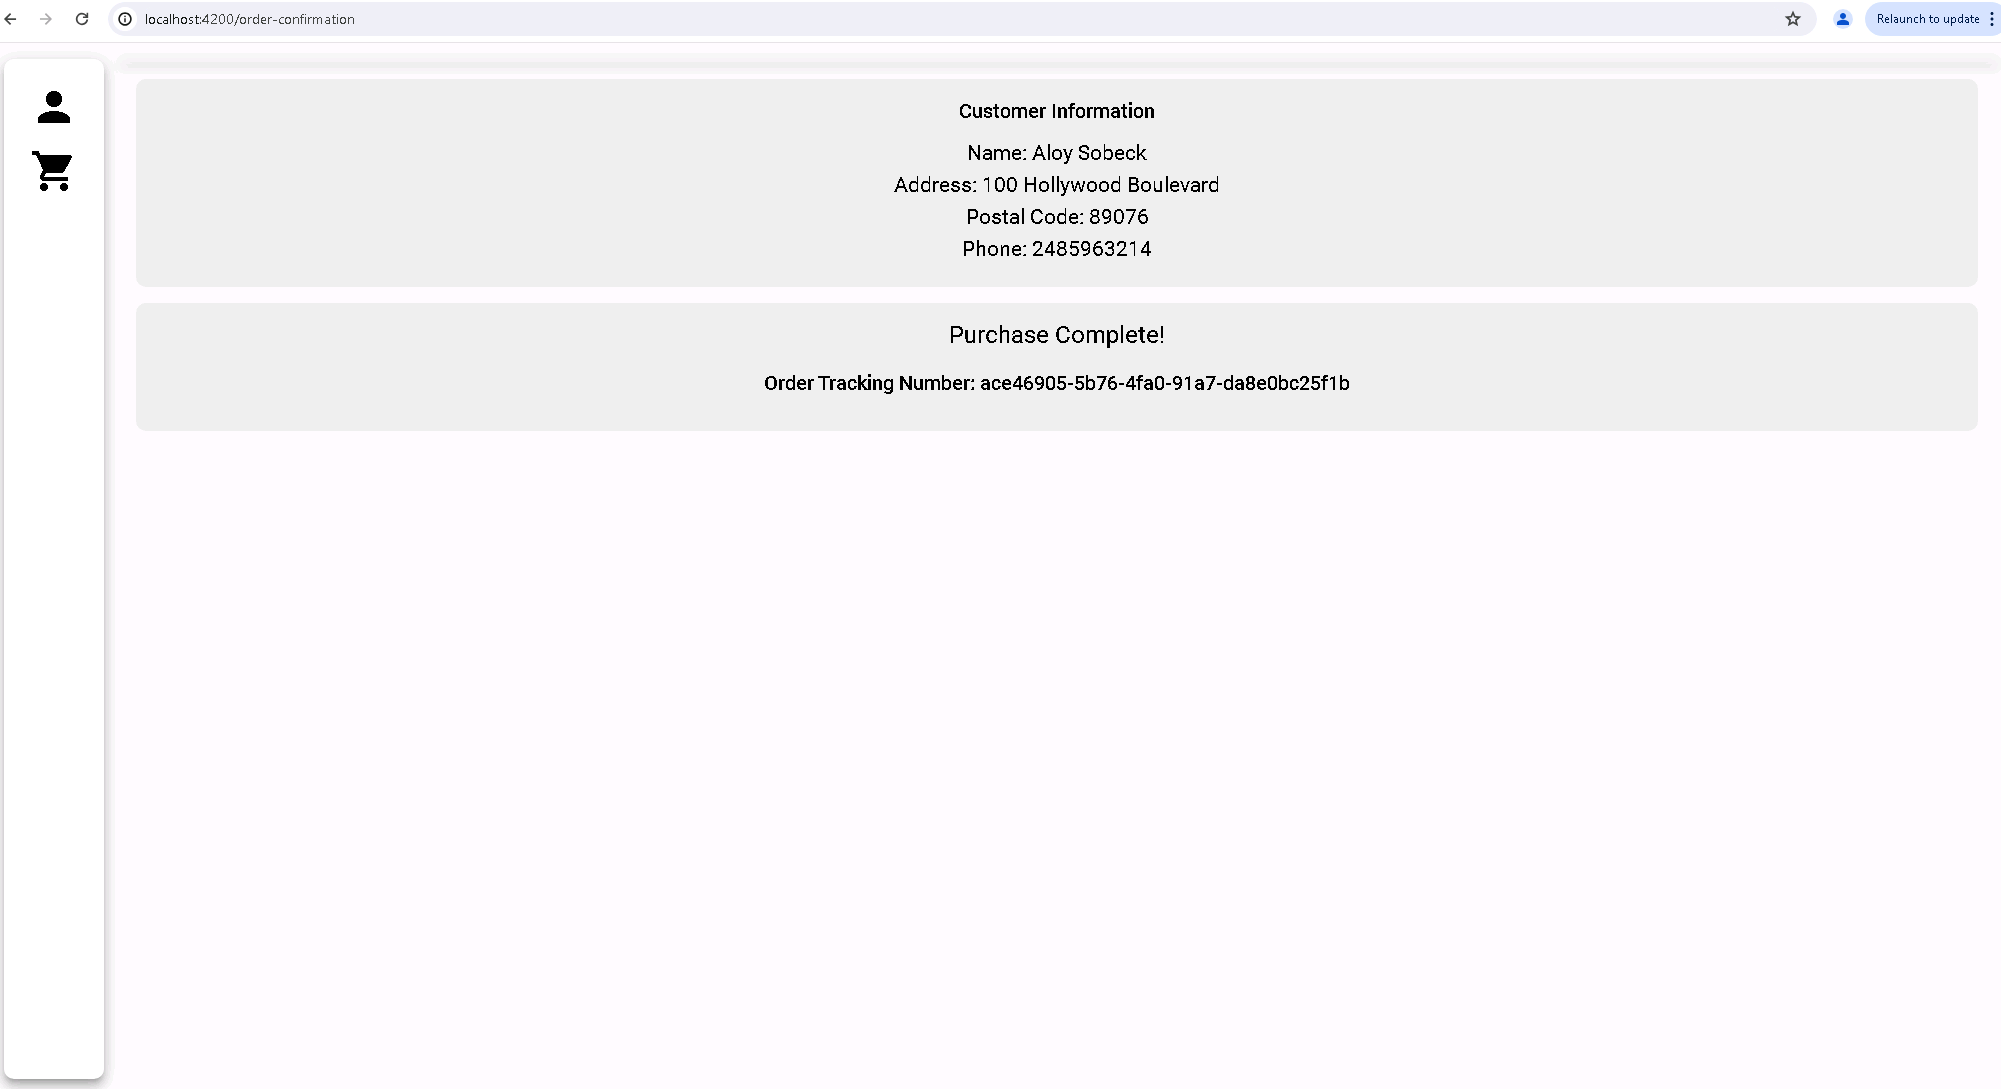 localhost:4200/order-confirmation
Relaunch to update
Customer Information
Name: Aloy Sobeck
Address: 100 Hollywood Boulevard
Postal Code: 89076
Phone: 2485963214
Purchase Complete!
Order Tracking Number: ace46905-5b76-4fa0-91a7-da8e0bc25f1b